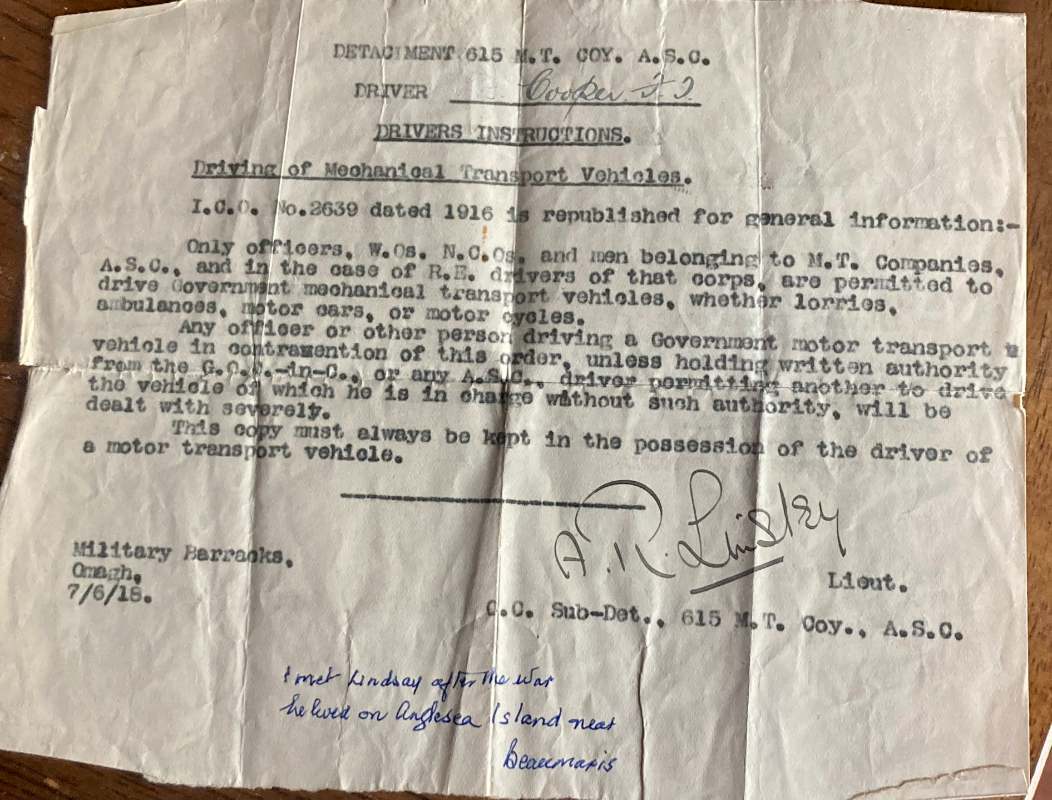 DETACHMENT 615 M.T. COY. A.S.C.
DRIVER Cooper
DRIVERS INSTRUCTIONS.
Driving of Mechanical Transport Vehicles.
I.C.O. No.2639 dated 1916 is republished for general information:-
Only officers, W.Os. N.C.Os. and men belonging to M.T. Companies,
A.S.C., and in the case of R.E. drivers of that corps, are permitted to
drive Government mechanical transport vehicles, whether lorries,
ambulances, motor cars, or motor cycles.
Any officer or other person driving a Government motor transport
vehicle in contravention of this order, unless holding written authority
from the G.O.C.-in-C., or any A.S.C., driver permitting another to drive
the vehicle of which he is in charge without such authority, will be
dealt with severely.
This copy must always be kept in the possession of the driver of
a motor transport vehicle.
A.R. Linsley
Military Barracks,
Omagh,
7/6/18.
Lieut.
O.C. Sub-Det., 615 M.T. Coy., A.S.C.
I met Lindsay after the war
he lived on Anglesea Island near
Beaumaris